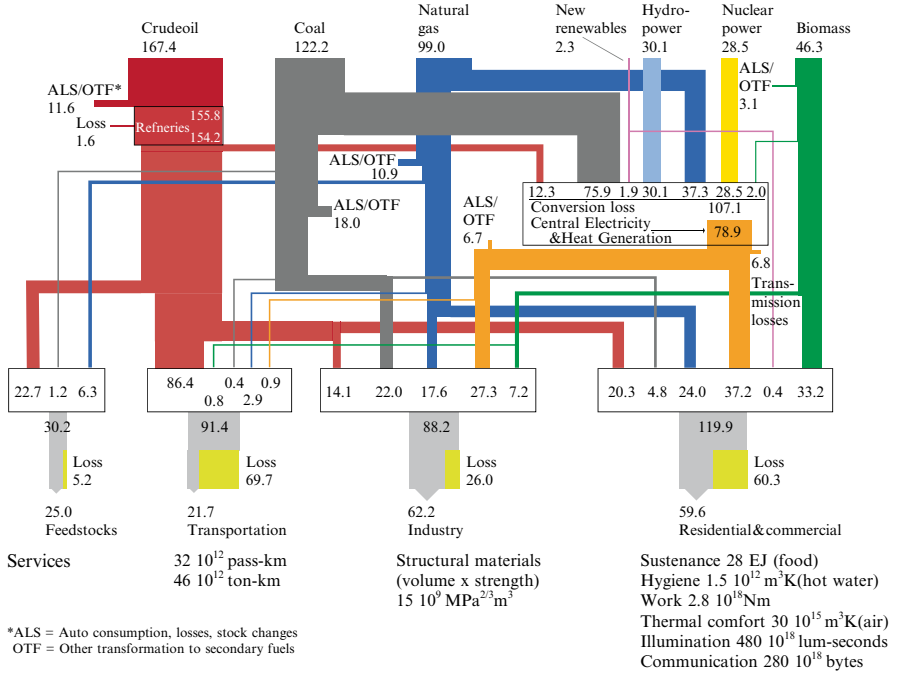 Crudeoil
167.4
Coal
122.2
Natural
gas
99.0
New
renewables
2.3
Hydro-
power
30.1
Nuclear
power
28.5
Biomass
46.3
ALS/OTF*
11.6
Loss
1.6
Refneries
155.8
154.2
ALS/OTF
10.9
ALS/OTF
18.0
ALS/
OTF
6.7
ALS/
OTF
3.1
12.3 75.9 1.9 30.1 37.3 28.5 2.0
Conversion loss 107.1
Central Electricity
&Heat Generation
78.9
6.8
Trans-
mission
losses
22.7 1.2 6.3
86.4 0.8 0.4 2.9 0.9
14.1 22.0 17.6 27.3 7.2
20.3 4.8 24.0 37.2 0.4 33.2
30.2
91.4
88.2
119.9
Loss
5.2
Loss
69.7
Loss
26.0
Loss
60.3
25.0
Feedstocks
21.7
Transportation
62.2
Industry
59.6
Residential&commercial
Services
32 10¹² pass-km
46 10¹² ton-km
Structural materials
(volume x strength)
15 10⁹ MPa²/³m³
Sustenance 28 EJ (food)
Hygiene 1.5 10¹² m³K(hot water)
Work 2.8 10¹⁸Nm
Thermal comfort 30 10¹⁵ m³K(air)
Illumination 480 10¹⁸ lum-seconds
Communication 280 10¹⁸ bytes
*ALS = Auto consumption, losses, stock changes
OTF = Other transformation to secondary fuels